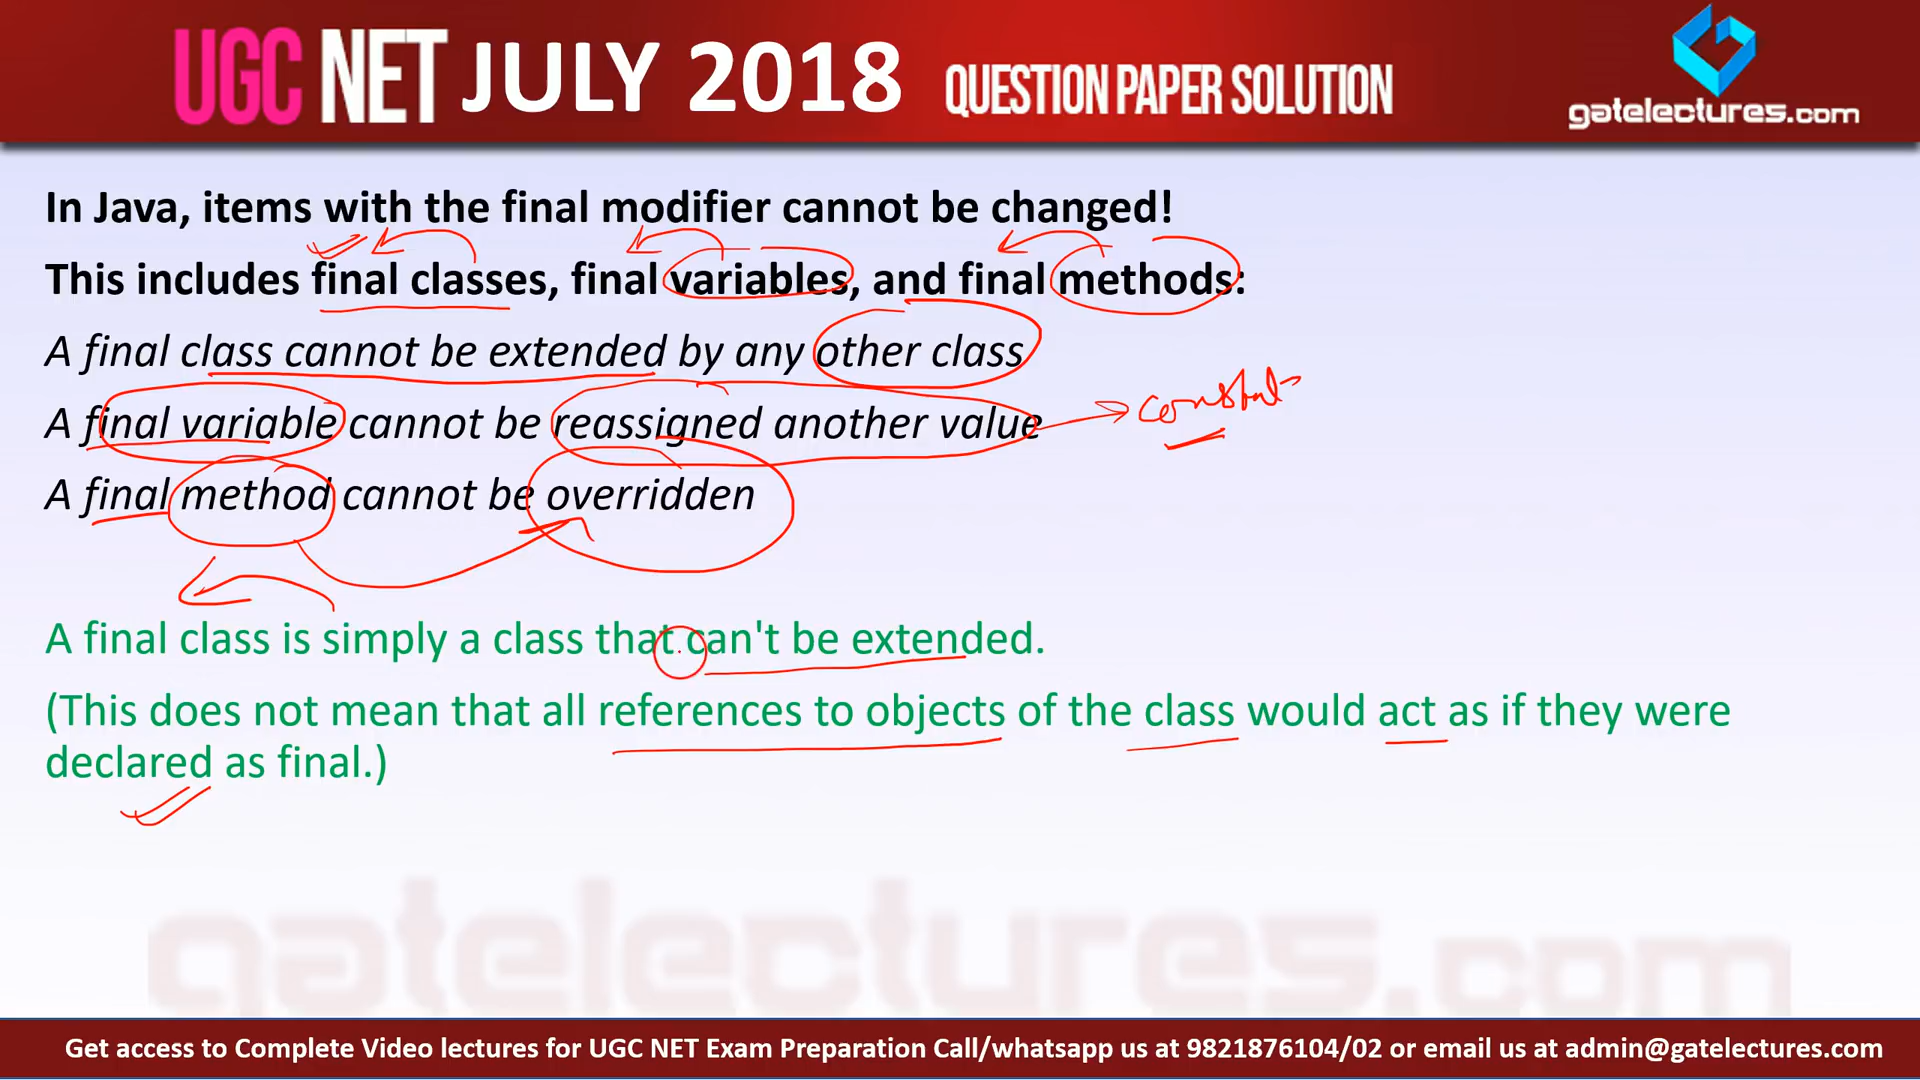 UGC NET JULY 2018 QUESTION PAPER SOLUTION
gatelectures.com
In Java, items with the final modifier cannot be changed!
This includes final classes, final variables, and final methods:
A final class cannot be extended by any other class
A final variable cannot be reassigned another value
A final method cannot be overridden
A final class is simply a class that can't be extended.
(This does not mean that all references to objects of the class would act as if they were
declared as final.)
gatelectures.com
Get access to Complete Video lectures for UGC NET Exam Preparation Call/whatsapp us at 9821876104/02 or email us at admin@gatelectures.com